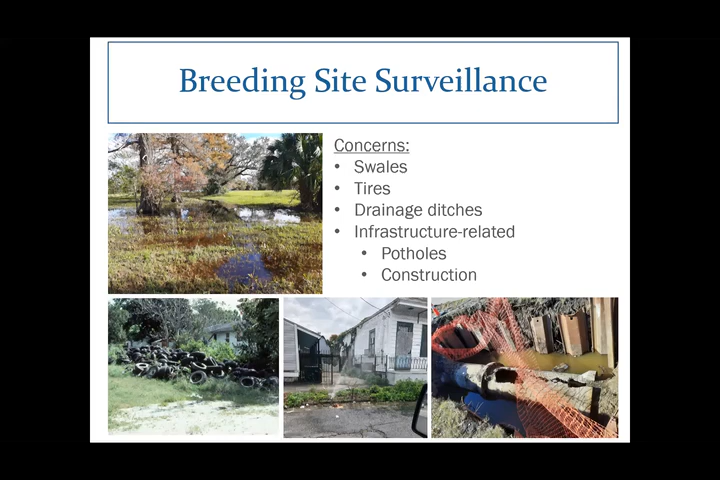 Breeding Site Surveillance
Concerns:
• Swales
• Tires
• Drainage ditches
• Infrastructure-related
• Potholes
• Construction